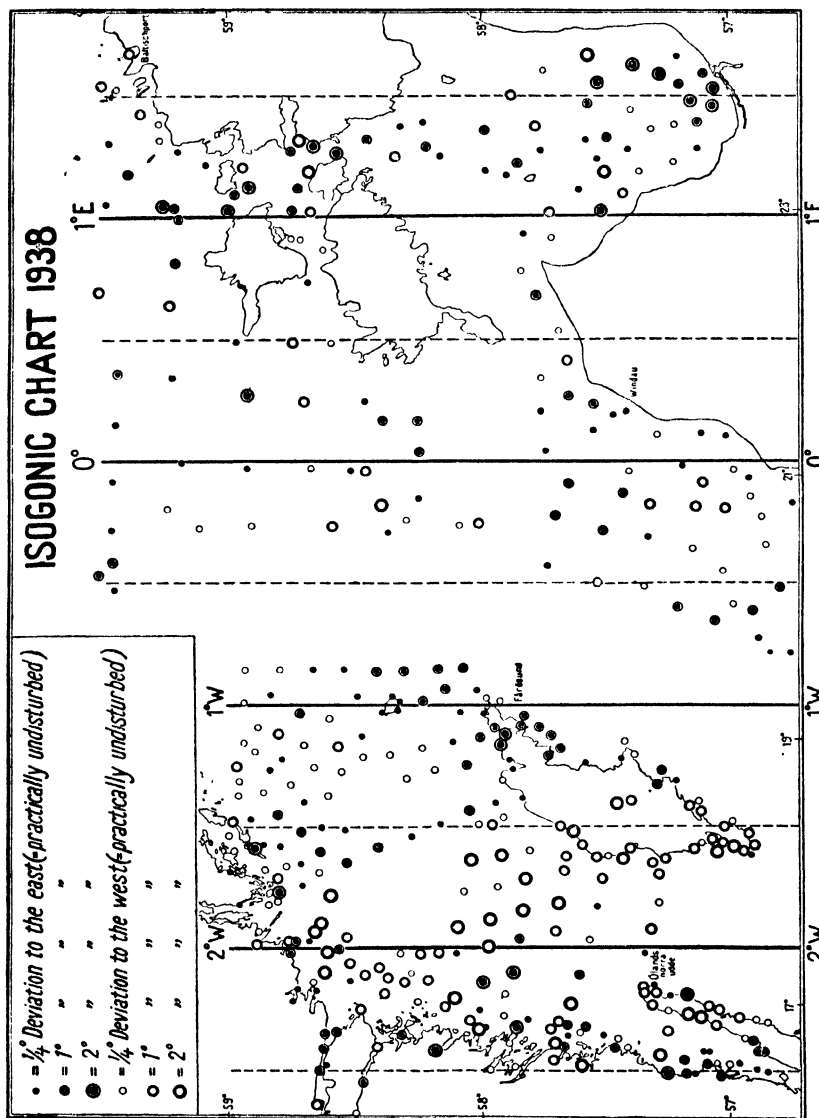 ISOGONIC CHART 1938
• = ¼° Deviation to the east (=practically undisturbed)
= 1° " " "
= 2° " " "
○ = ¼° Deviation to the west (=practically undisturbed)
= 1° " " "
= 2° " " "
2°W
1°W
0°
1°E
59
58
57
59
58
57
Baltischport
Windau
Fårösund
Ölands
norra
udde
17°
19°
21°
23°
2°W
1°W
0°
1°E